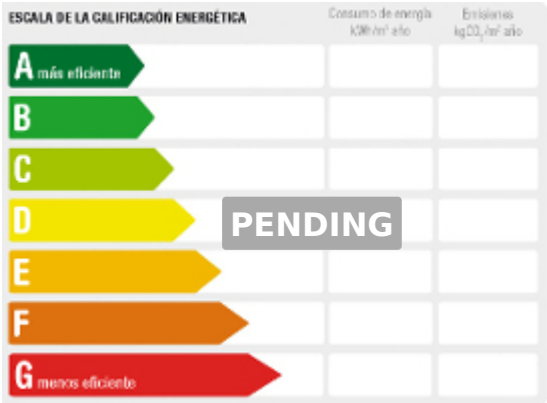 ESCALA DE LA CALIFICACIÓN ENERGÉTICA
Consumo de energía
kWh/m² año
Emisiones
kgCO₂/m² año
A más eficiente
B
C
D
PENDING
E
F
G menos eficiente